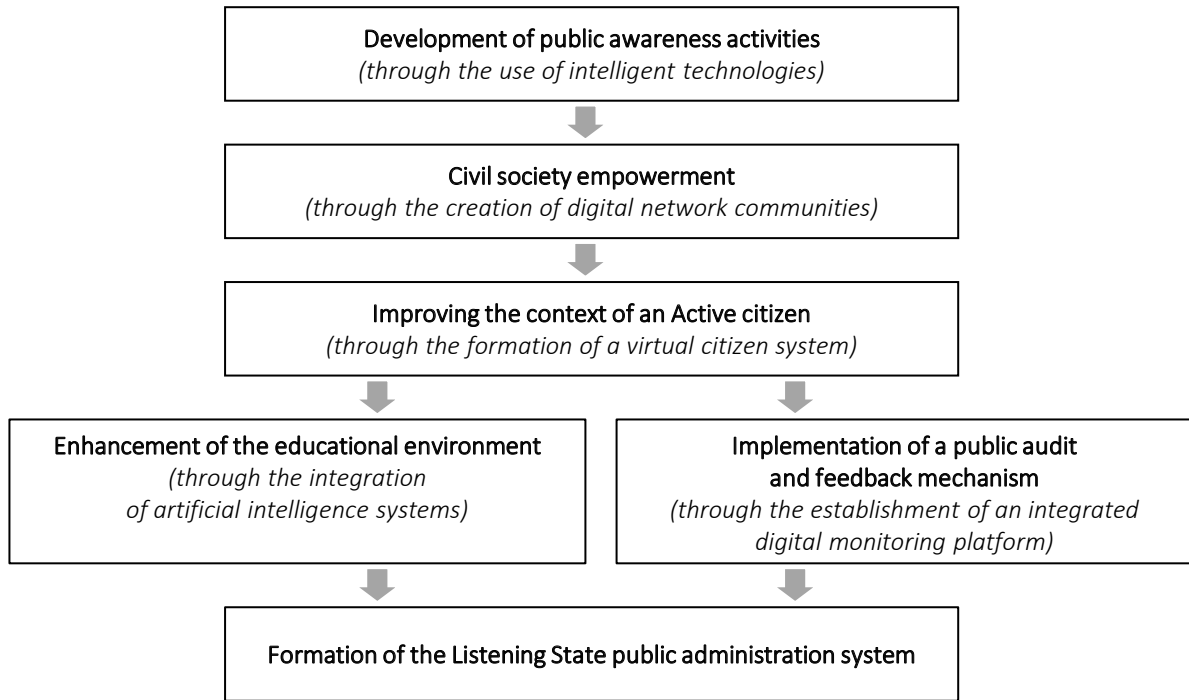 Development of public awareness activities
(through the use of intelligent technologies)
Civil society empowerment
(through the creation of digital network communities)
Improving the context of an Active citizen
(through the formation of a virtual citizen system)
Enhancement of the educational environment
(through the integration
of artificial intelligence systems)
Implementation of a public audit
and feedback mechanism
(through the establishment of an integrated
digital monitoring platform)
Formation of the Listening State public administration system